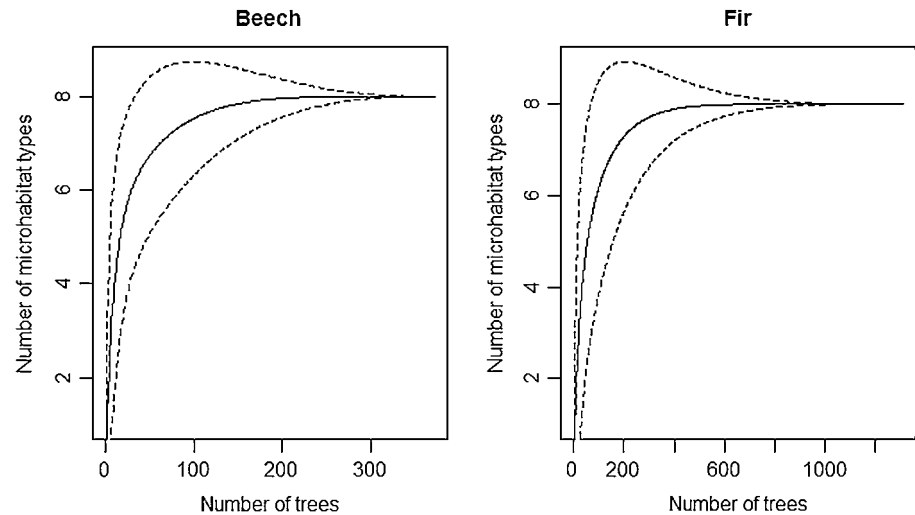 Beech
Number of microhabitat types
8
6
4
2
0 100 200 300
Number of trees
Fir
Number of microhabitat types
8
6
4
2
0 200 600 1000
Number of trees